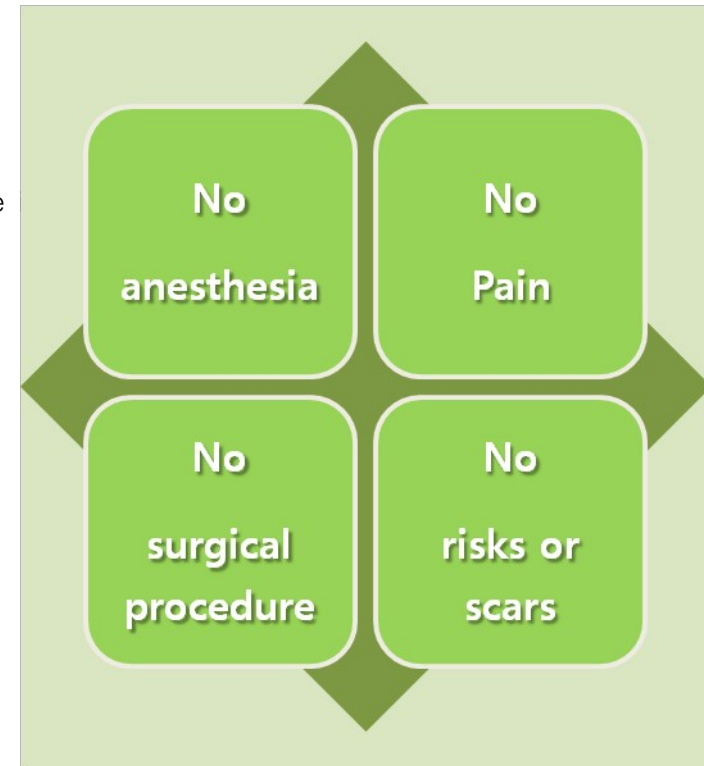 No
anesthesia
No
Pain
No
surgical
procedure
No
risks or
scars